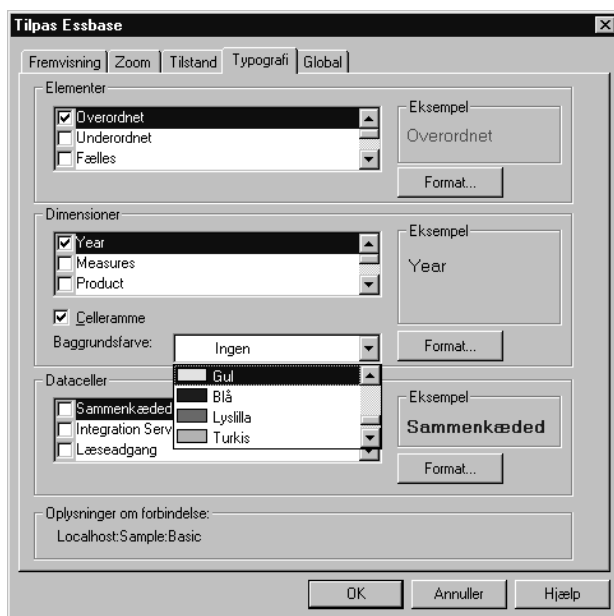 Tilpas Essbase
Fremvisning Zoom Tilstand Typografi Global
Elementer
Overordnet
Underordnet
Fælles
Eksempel
Overordnet
Format...
Dimensioner
Year
Measures
Product
Eksempel
Year
Celleramme
Baggrundsfarve: Ingen
Format...
Gul
Blå
Lyslilla
Turkis
Dataceller
Sammenkæded
Integration Serv
Læseadgang
Eksempel
Sammenkæded
Format...
Oplysninger om forbindelse:
Localhost:Sample:Basic
OK Annuller Hjælp